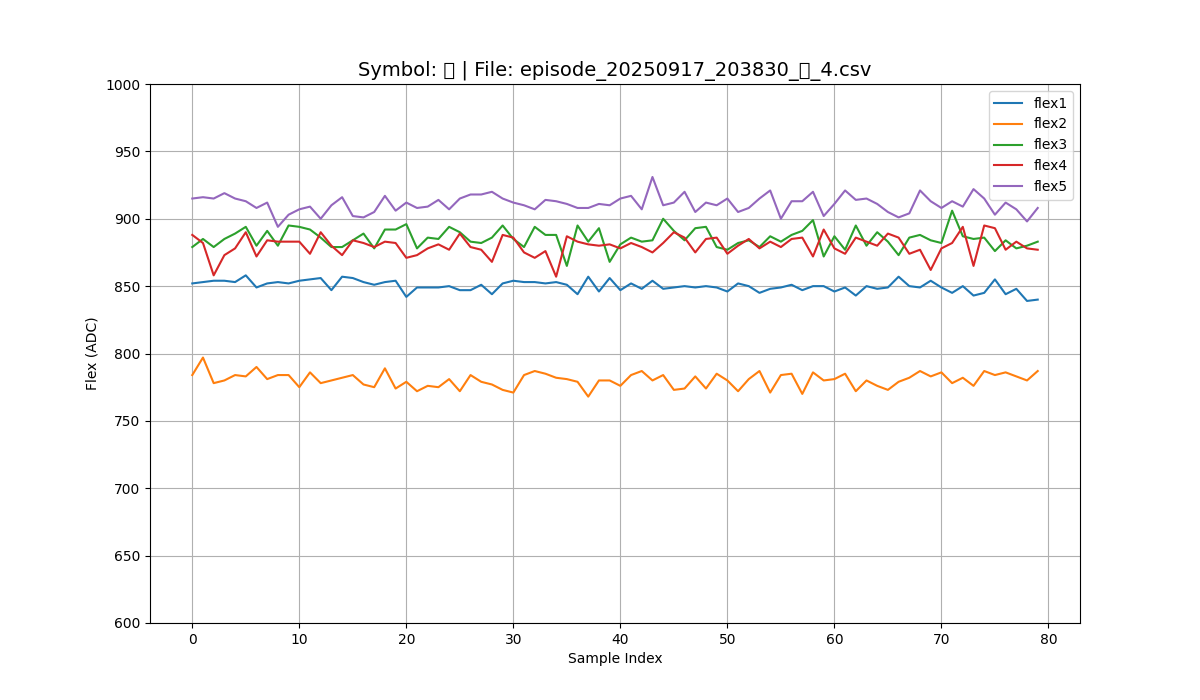 Symbol: | File: episode_20250917_203830_ _4.csv
1000
950
900
850
800
750
700
650
600
Flex (ADC)
0 10 20 30 40 50 60 70 80
Sample Index
flex1
flex2
flex3
flex4
flex5